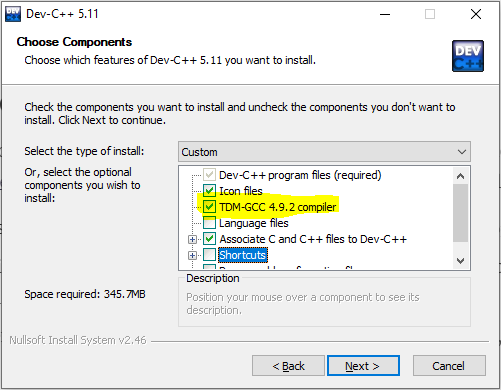 Dev-C++ 5.11
Choose Components
Choose which features of Dev-C++ 5.11 you want to install.
DEV
C++
Check the components you want to install and uncheck the components you don't want to
install. Click Next to continue.
Select the type of install:
Custom
Or, select the optional
components you wish to
install:
Dev-C++ program files (required)
Icon files
TDM-GCC 4.9.2 compiler
Language files
Associate C and C++ files to Dev-C++
Shortcuts
Space required: 345.7MB
Description
Position your mouse over a component to see its
description.
Nullsoft Install System v2.46
< Back
Next >
Cancel